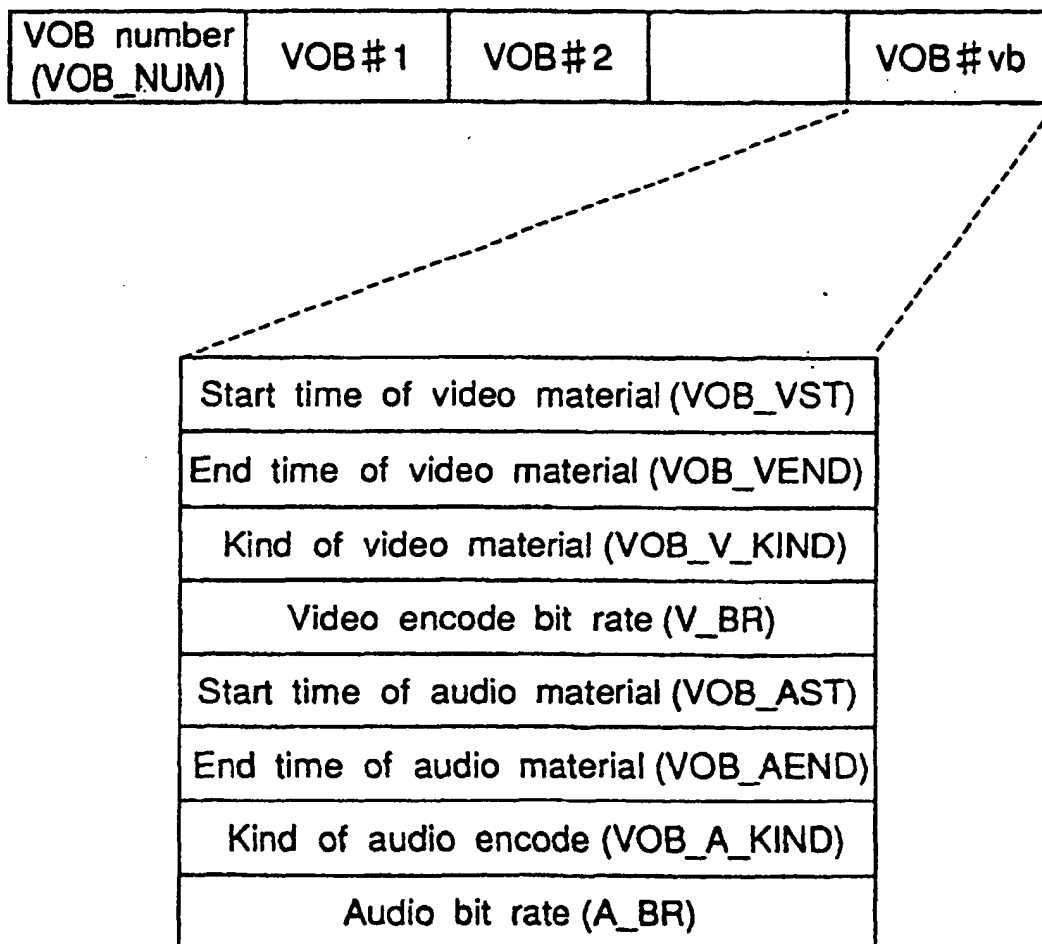 VOB number
(VOB_NUM)
VOB#1
VOB#2
VOB#vb
Start time of video material (VOB_VST)
End time of video material (VOB_VEND)
Kind of video material (VOB_V_KIND)
Video encode bit rate (V_BR)
Start time of audio material (VOB_AST)
End time of audio material (VOB_AEND)
Kind of audio encode (VOB_A_KIND)
Audio bit rate (A_BR)